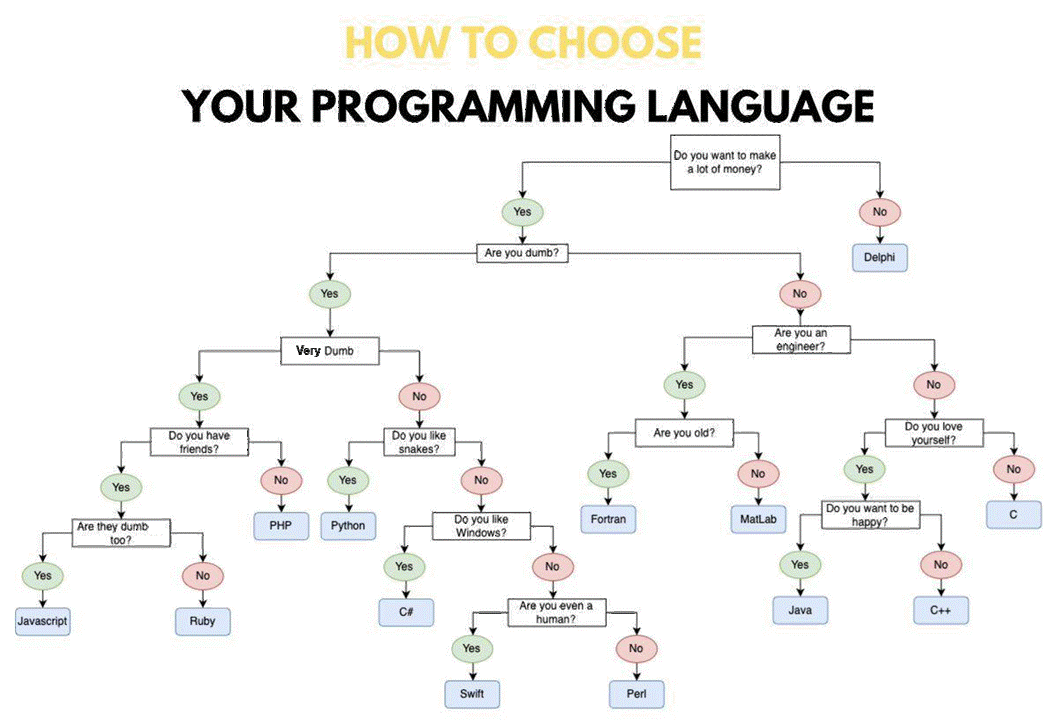 HOW TO CHOOSE
YOUR PROGRAMMING LANGUAGE
Do you want to make
a lot of money?
Yes
No
Are you dumb?
Delphi
Yes
No
Very Dumb
Are you an
engineer?
Yes
No
Yes
No
Do you have
friends?
Do you like
snakes?
Are you old?
Do you love
yourself?
Yes
No
Yes
No
Yes
No
Yes
No
Are they dumb
too?
PHP
Python
Do you like
Windows?
Fortran
MatLab
Do you want to be
happy?
C
Yes
No
Yes
No
Yes
No
Javascript
Ruby
C#
Are you even a
human?
Java
C++
Yes
No
Swift
Perl